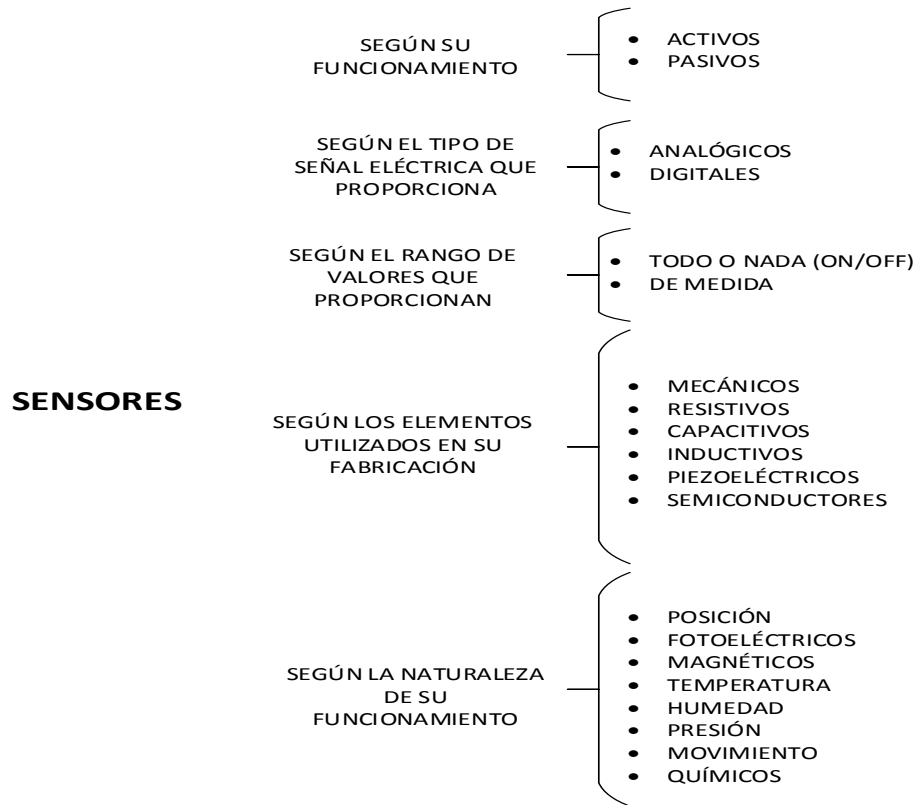 SENSORES
SEGÚN SU
FUNCIONAMIENTO
• ACTIVOS
• PASIVOS
SEGÚN EL TIPO DE
SEÑAL ELÉCTRICA QUE
PROPORCIONA
• ANALÓGICOS
• DIGITALES
SEGÚN EL RANGO DE
VALORES QUE
PROPORCIONAN
• TODO O NADA (ON/OFF)
• DE MEDIDA
SEGÚN LOS ELEMENTOS
UTILIZADOS EN SU
FABRICACIÓN
• MECÁNICOS
• RESISTIVOS
• CAPACITIVOS
• INDUCTIVOS
• PIEZOELÉCTRICOS
• SEMICONDUCTORES
SEGÚN LA NATURALEZA
DE SU
FUNCIONAMIENTO
• POSICIÓN
• FOTOELÉCTRICOS
• MAGNÉTICOS
• TEMPERATURA
• HUMEDAD
• PRESIÓN
• MOVIMIENTO
• QUÍMICOS